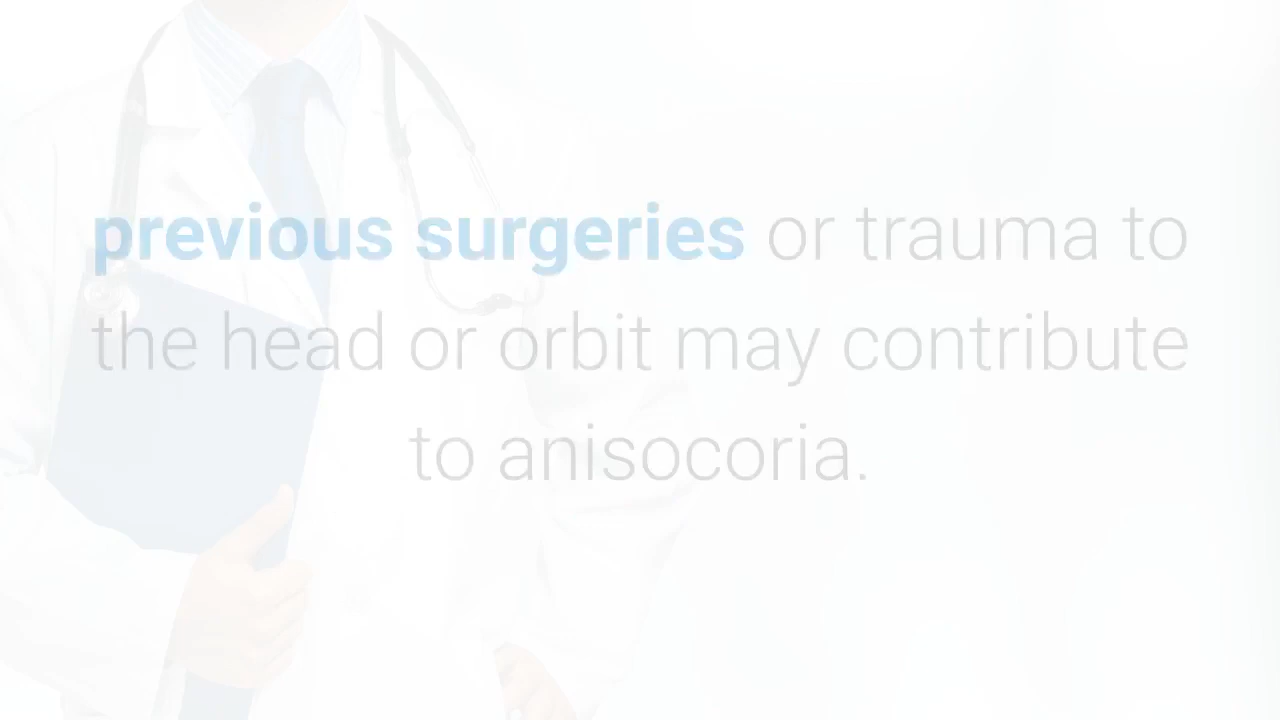 previous surgeries or trauma to
the head or orbit may contribute
to anisocoria.